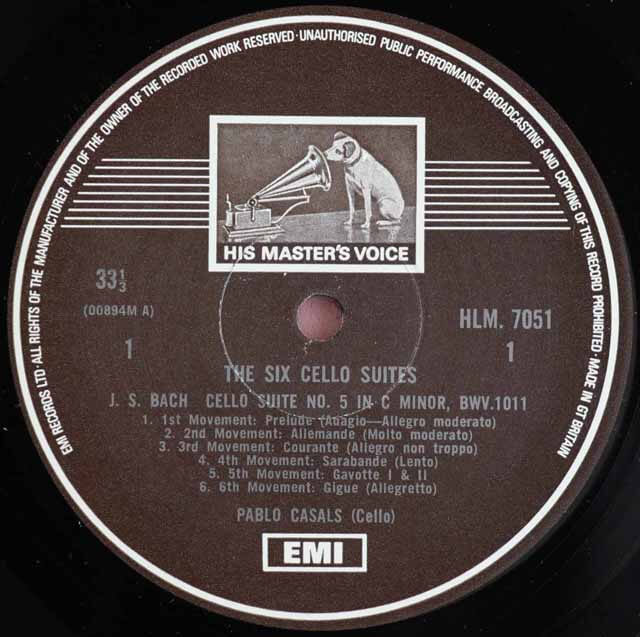 EMI RECORDS LTD·ALL RIGHTS OF THE MANUFACTURER AND OF THE OWNER OF THE RECORDED WORK RESERVED·UNAUTHORISED PUBLIC PERFORMANCE BROADCASTING AND COPYING OF THIS RECORD PROHIBITED·MADE IN GT BRITAIN
HIS MASTER'S VOICE
33⅓
(00894M A)
HLM. 7051
1
1
THE SIX CELLO SUITES
J. S. BACH CELLO SUITE NO. 5 IN C MINOR, BWV.1011
1. 1st Movement: Prelude (Adagio—Allegro moderato)
2. 2nd Movement: Allemande (Molto moderato)
3. 3rd Movement: Courante (Allegro non troppo)
4. 4th Movement: Sarabande (Lento)
5. 5th Movement: Gavotte I & II
6. 6th Movement: Gigue (Allegretto)
PABLO CASALS (Cello)
EMI